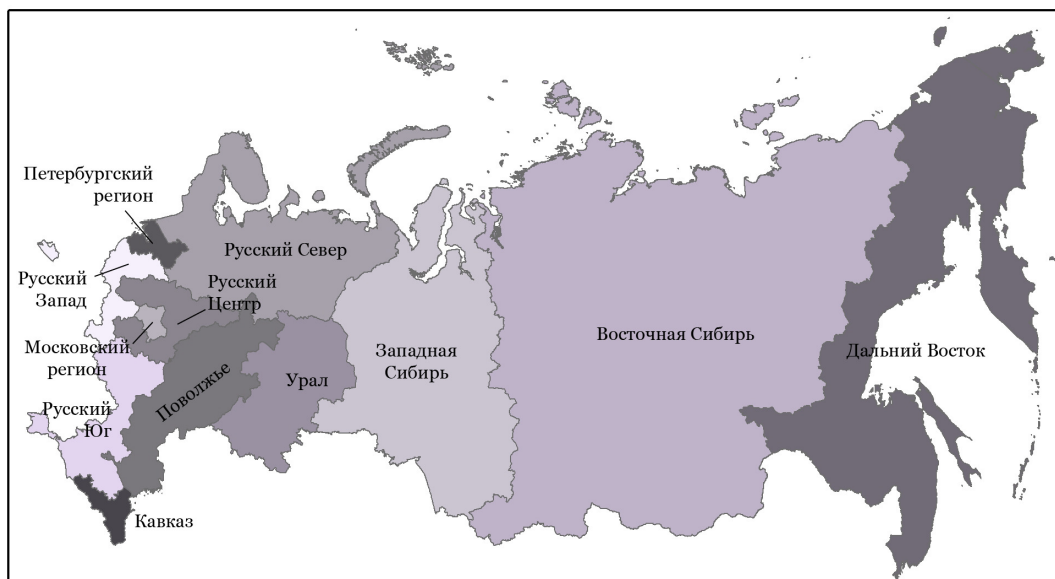 Петербургский
регион
Русский Север
Русский
Запад
Русский
Центр
Московский
регион
Западная
Сибирь
Восточная Сибирь
Дальний Восток
Урал
Поволжье
Русский
Юг
Кавказ